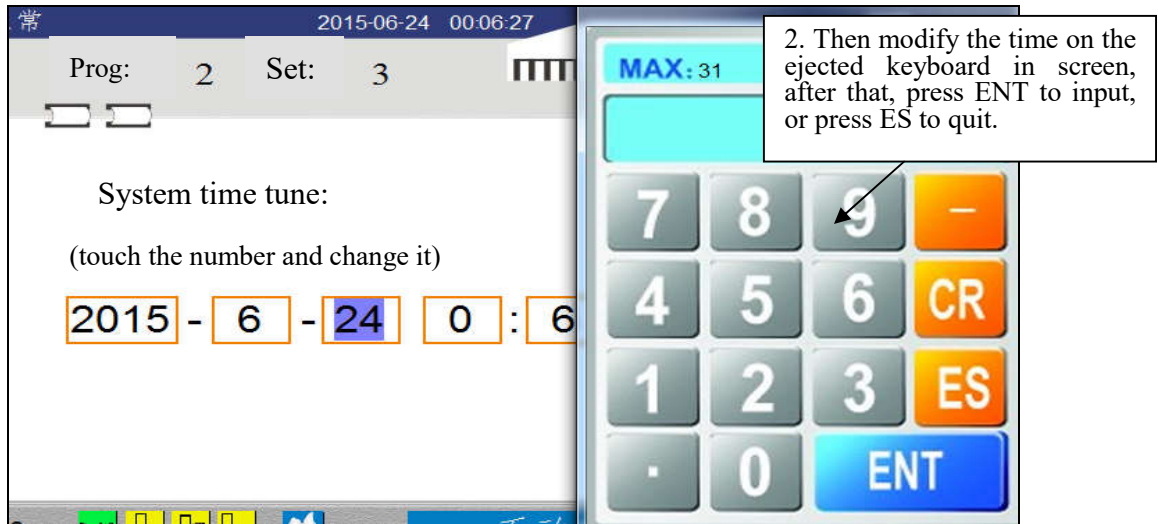 常 2015-06-24 00:06:27
Prog: 2 Set: 3
System time tune:
(touch the number and change it)
2015 - 6 - 24 0 : 6
MAX: 31
2. Then modify the time on the
ejected keyboard in screen,
after that, press ENT to input,
or press ES to quit.
7 8 9 –
4 5 6 CR
1 2 3 ES
. 0 ENT